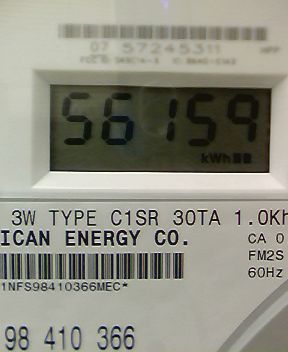 07 57245311
56159
kWh
3W TYPE C1SR 30TA 1.0Kh
ICAN ENERGY CO.
CA 0
FM2S
60Hz
1NFS98410366MEC*
98 410 366